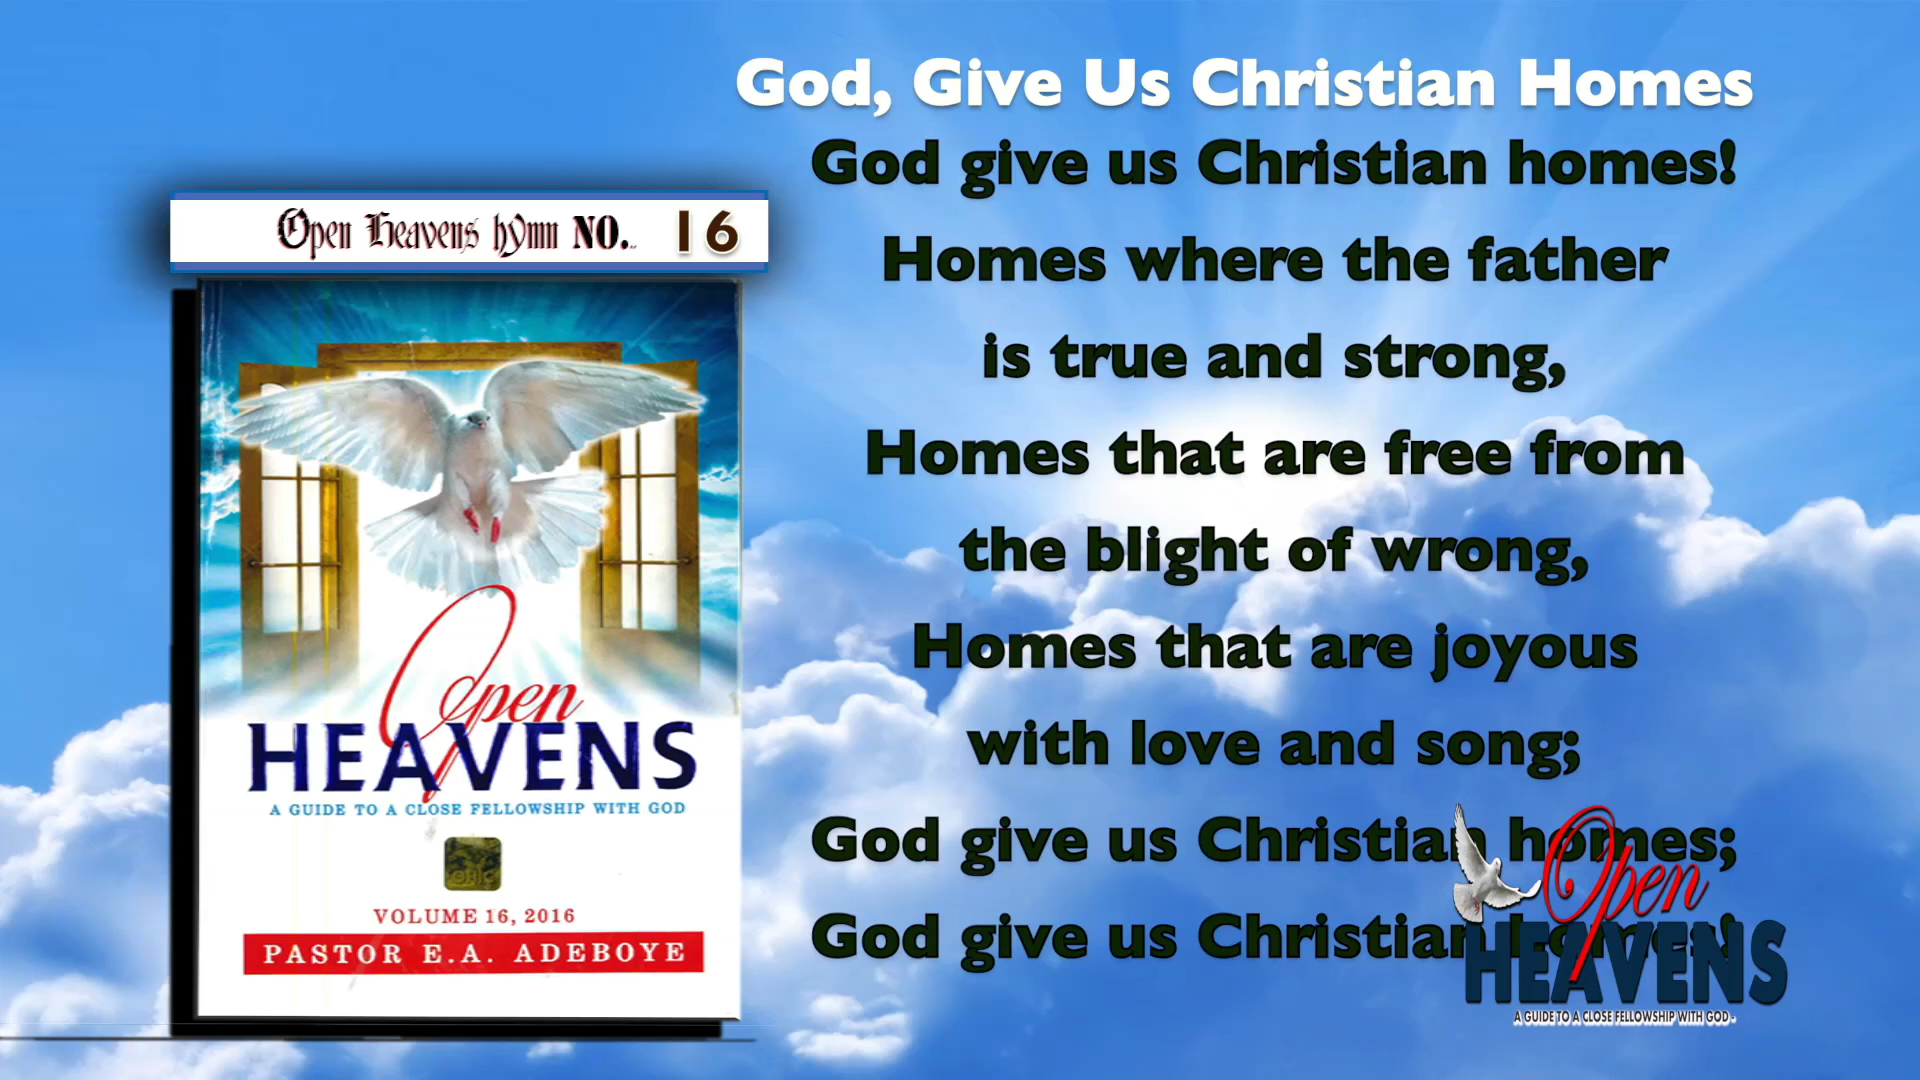 God, Give Us Christian Homes
God give us Christian homes!
Homes where the father
is true and strong,
Homes that are free from
the blight of wrong,
Homes that are joyous
with love and song;
God give us Christian homes;
God give us Christian homes!
Open Heavens hymn NO. 16
Open
HEAVENS
A GUIDE TO A CLOSE FELLOWSHIP WITH GOD
VOLUME 16, 2016
PASTOR E.A. ADEBOYE
Open
HEAVENS
A GUIDE TO A CLOSE FELLOWSHIP WITH GOD